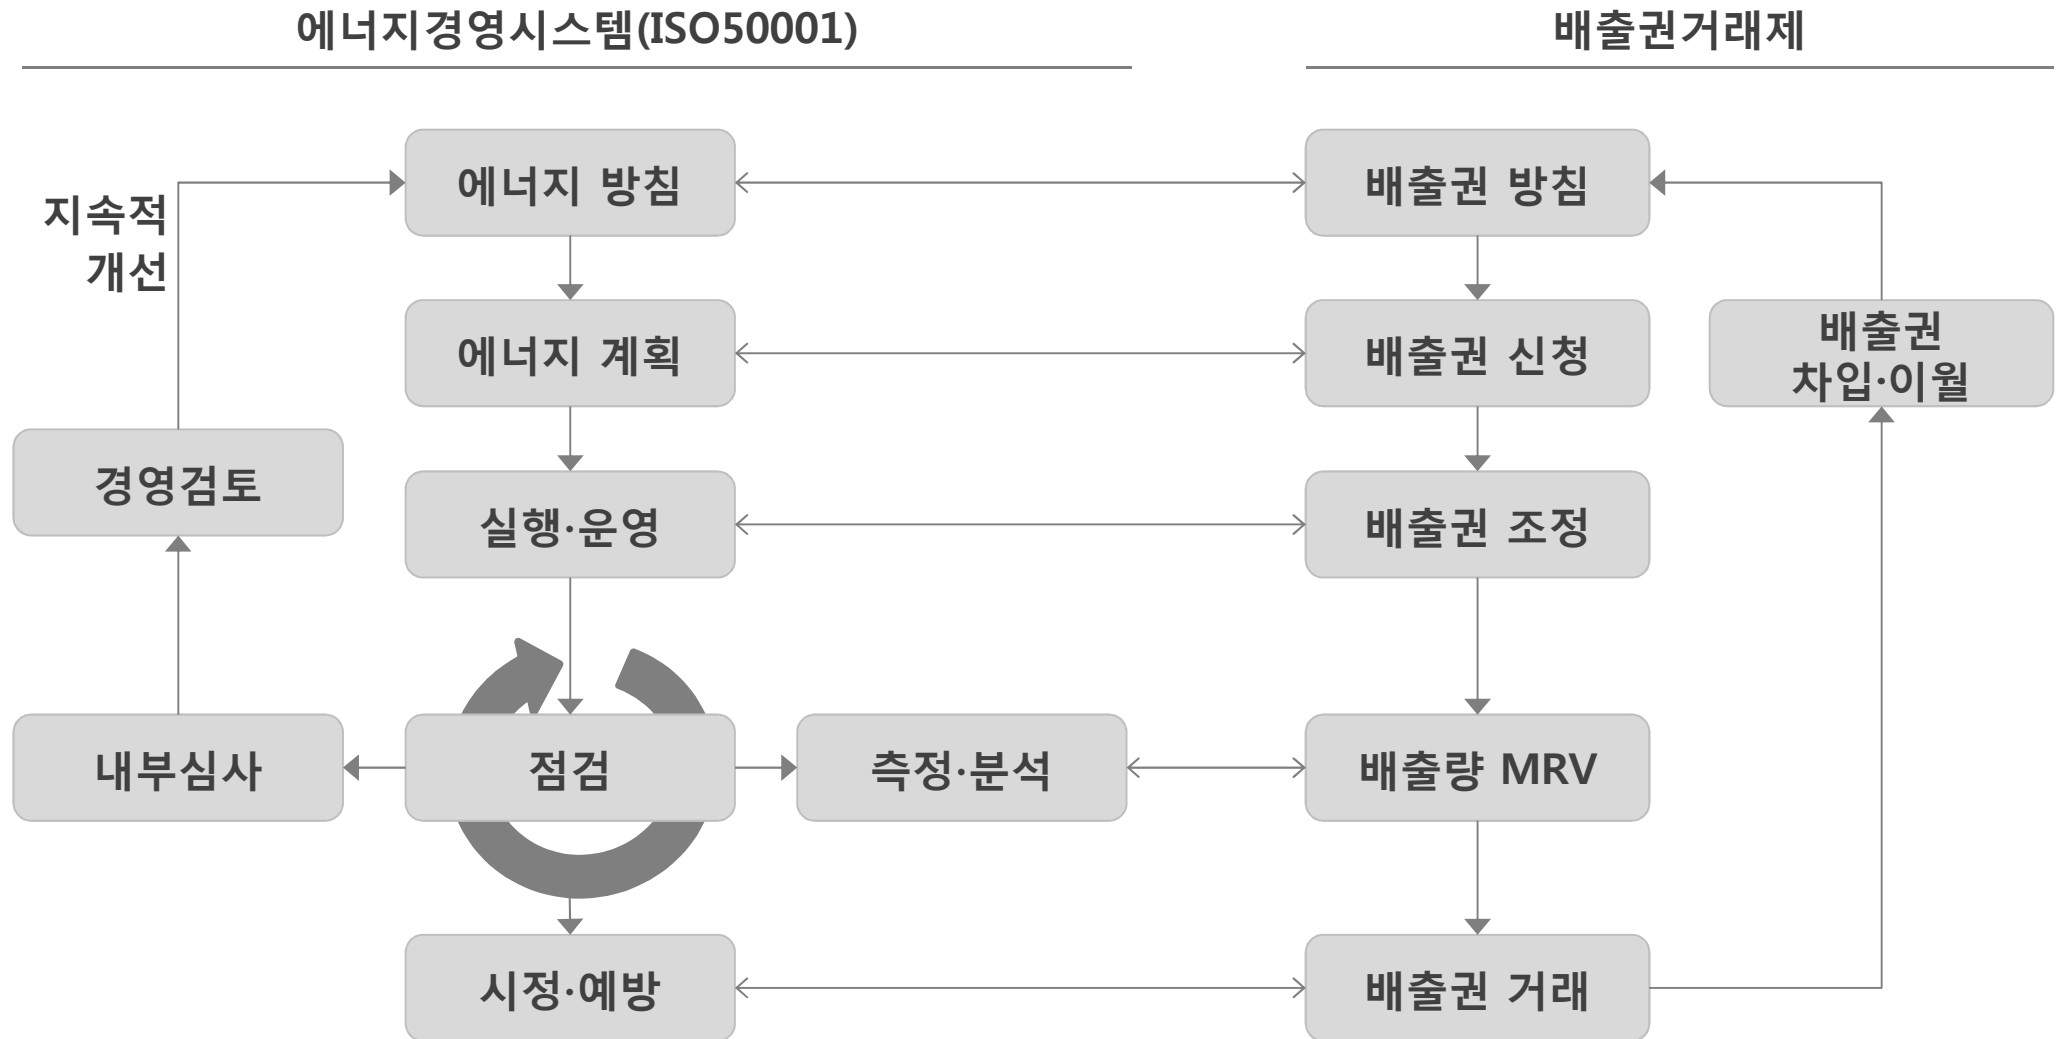 에너지경영시스템(ISO50001)
배출권거래제
에너지 방침
배출권 방침
지속적
개선
에너지 계획
배출권 신청
배출권
차입·이월
경영검토
실행·운영
배출권 조정
내부심사
점검
측정·분석
배출량 MRV
시정·예방
배출권 거래